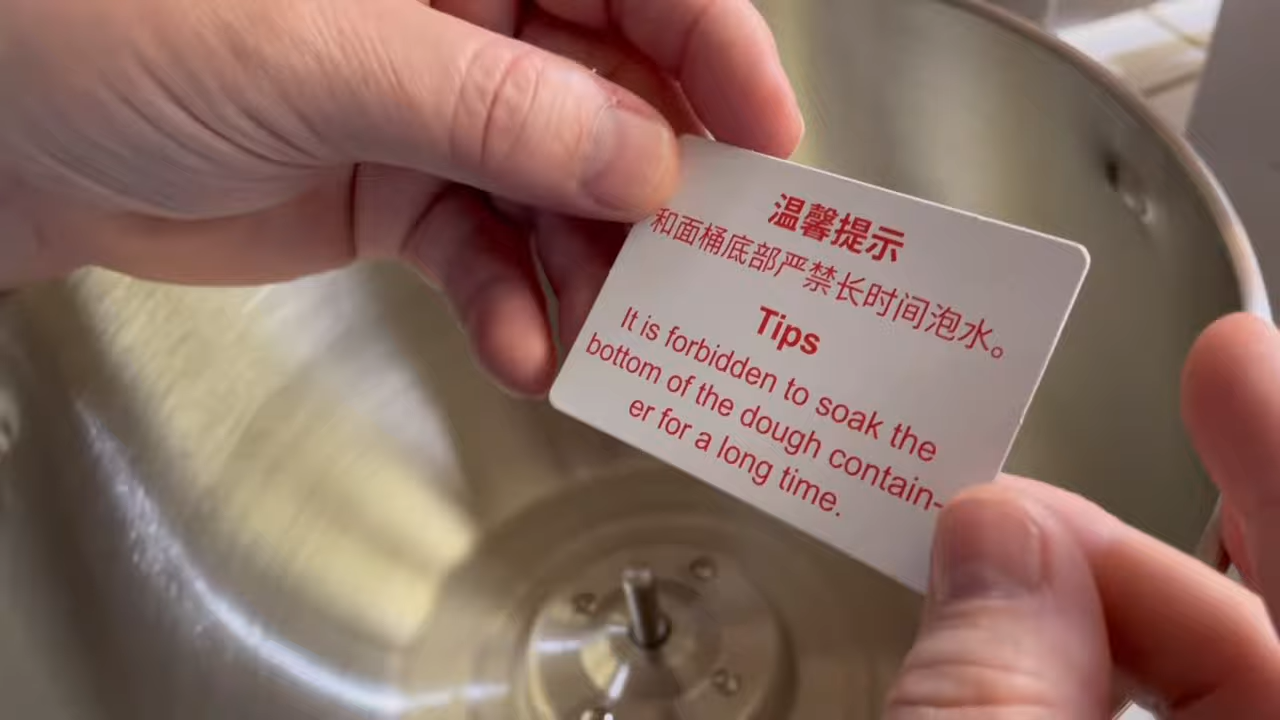 温馨提示
和面桶底部严禁长时间泡水。
Tips
It is forbidden to soak the
bottom of the dough contain-
er for a long time.